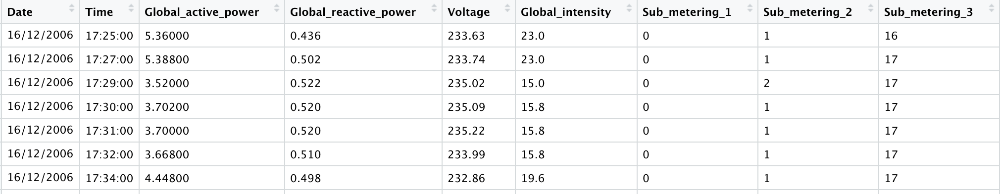 Date Time Global_active_power Global_reactive_power Voltage Global_intensity Sub_metering_1 Sub_metering_2 Sub_metering_3
16/12/2006 17:25:00 5.36000 0.436 233.63 23.0 0 1 16
16/12/2006 17:27:00 5.38800 0.502 233.74 23.0 0 1 17
16/12/2006 17:29:00 3.52000 0.522 235.02 15.0 0 2 17
16/12/2006 17:30:00 3.70200 0.520 235.09 15.8 0 1 17
16/12/2006 17:31:00 3.70000 0.520 235.22 15.8 0 1 17
16/12/2006 17:32:00 3.66800 0.510 233.99 15.8 0 1 17
16/12/2006 17:34:00 4.44800 0.498 232.86 19.6 0 1 17